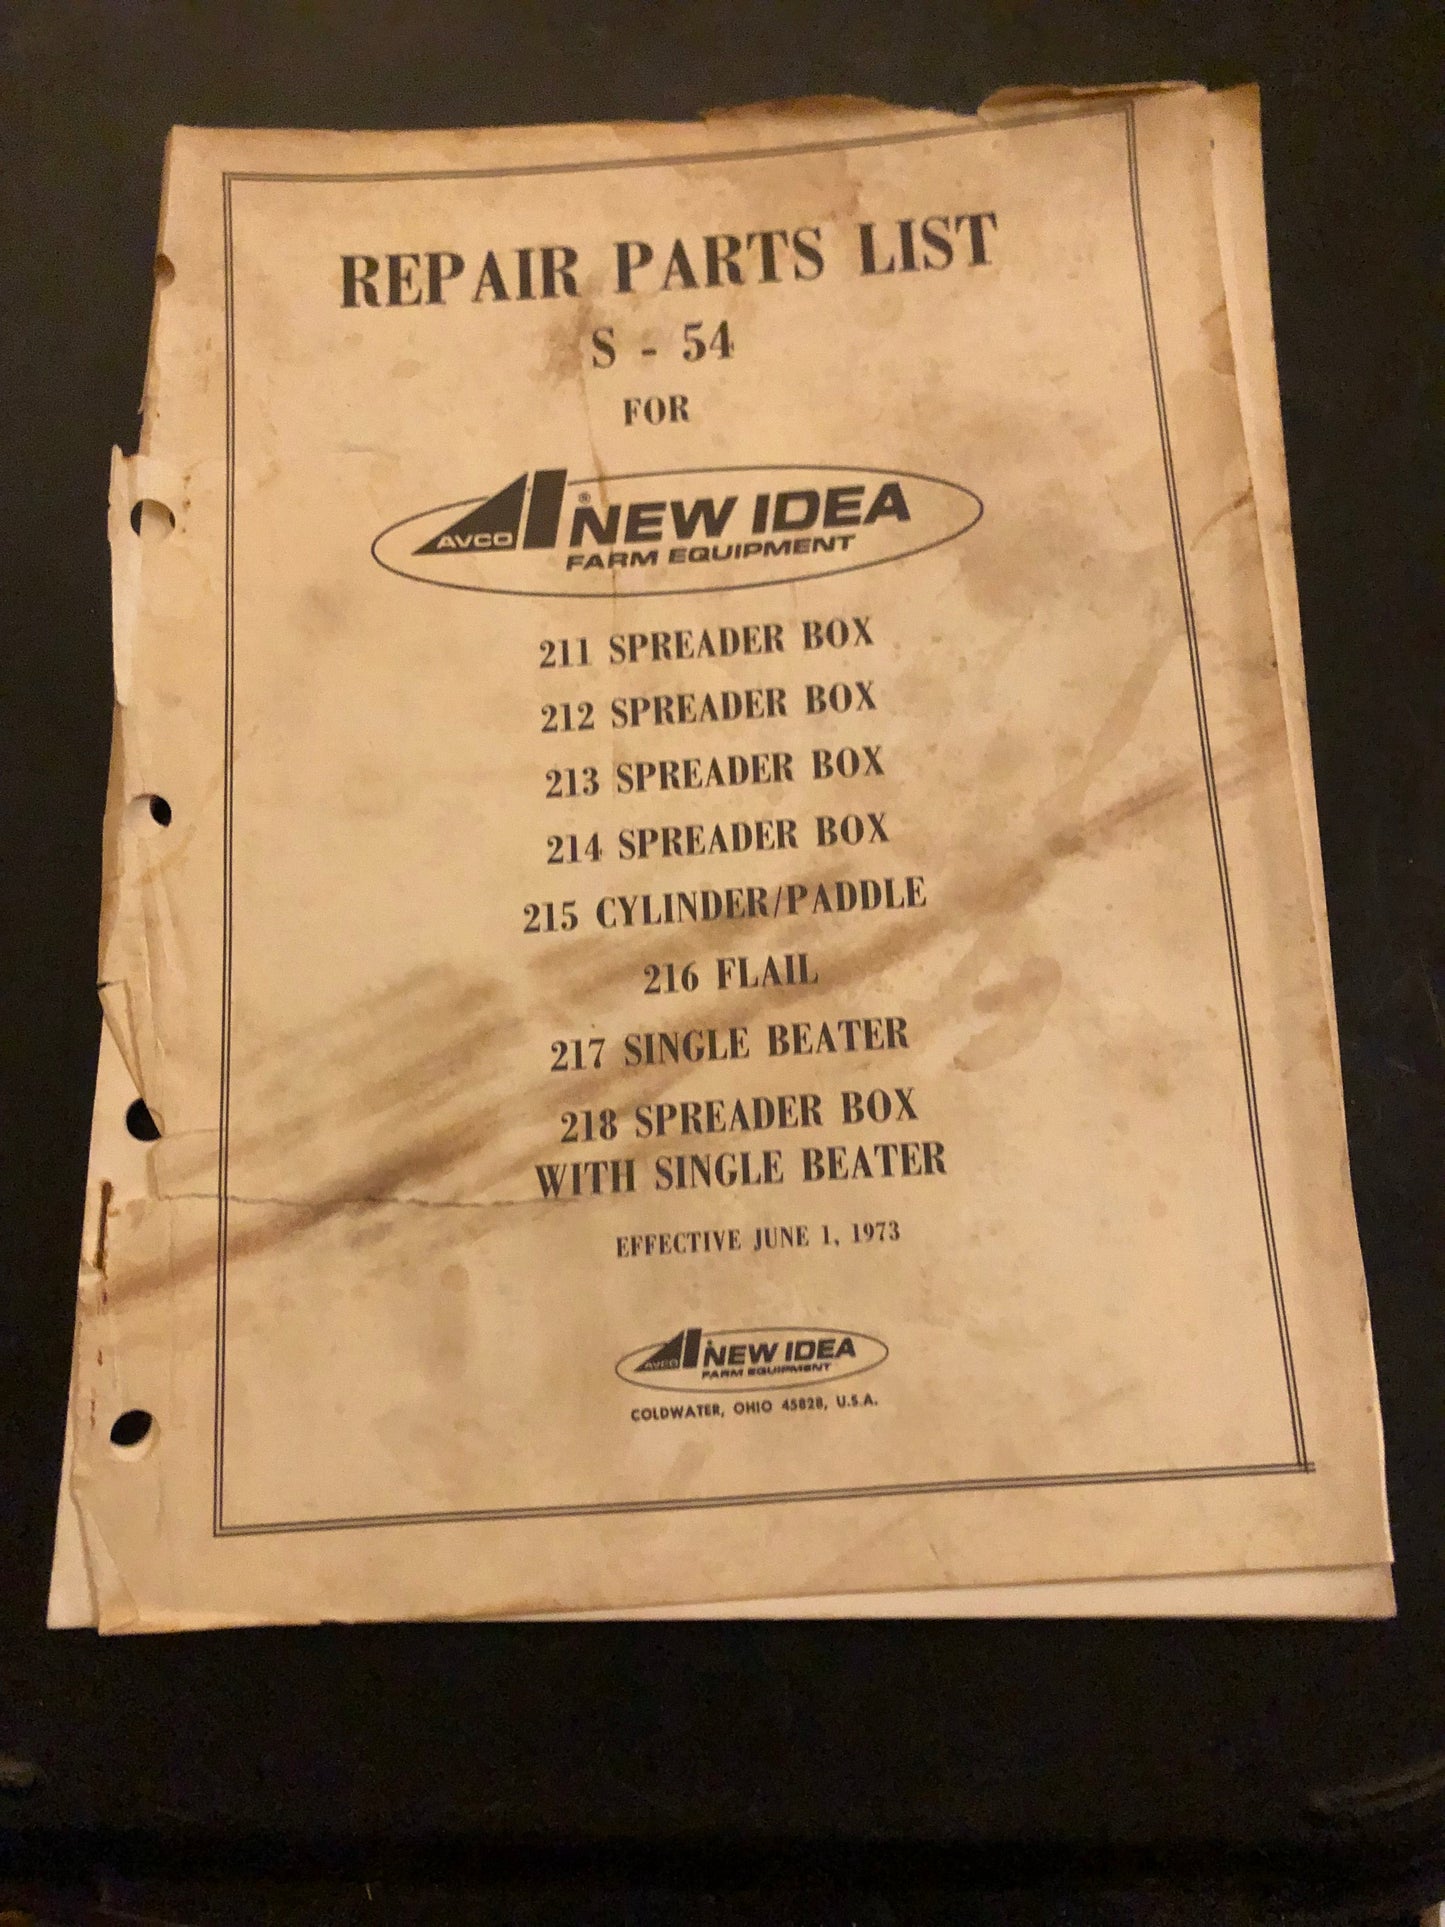 REPAIR PARTS LIST
S - 54
FOR
AVCO ® NEW IDEA
FARM EQUIPMENT
211 SPREADER BOX
212 SPREADER BOX
213 SPREADER BOX
214 SPREADER BOX
215 CYLINDER/PADDLE
216 FLAIL
217 SINGLE BEATER
218 SPREADER BOX
WITH SINGLE BEATER
EFFECTIVE JUNE 1, 1973
AVCO NEW IDEA
FARM EQUIPMENT
COLDWATER, OHIO 45828, U.S.A.